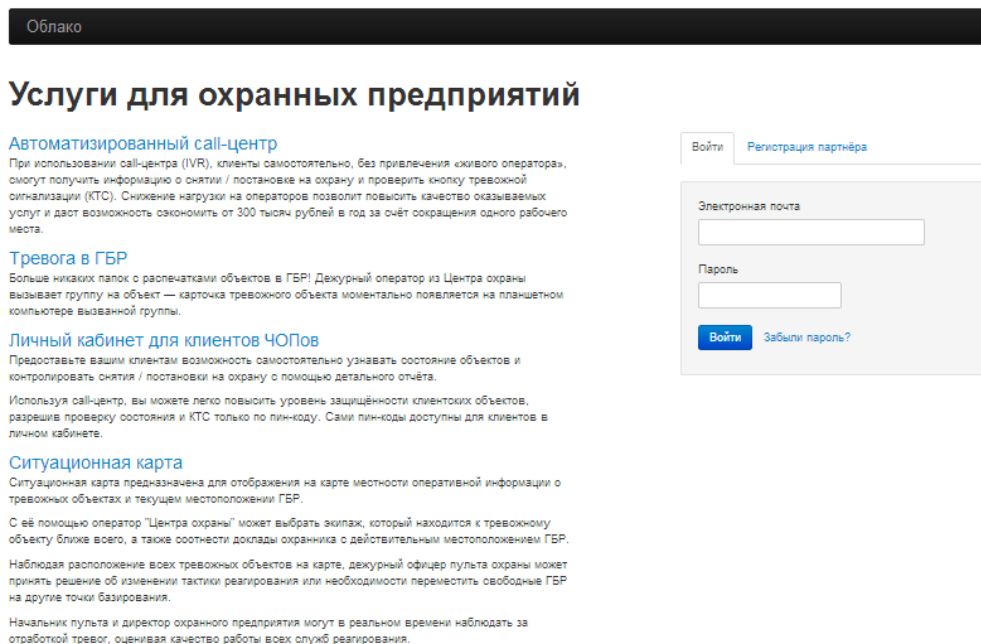 Облако
Услуги для охранных предприятий
Автоматизированный call-центр
При использовании call-центра (IVR), клиенты самостоятельно, без привлечения «живого оператора»,
смогут получить информацию о снятии / постановке на охрану и проверить кнопку тревожной
сигнализации (КТС). Снижение нагрузки на операторов позволит повысить качество оказываемых
услуг и даст возможность сэкономить от 300 тысяч рублей в год за счёт сокращения одного рабочего
места.
Тревога в ГБР
Больше никаких папок с распечатками объектов в ГБР! Дежурный оператор из Центра охраны
вызывает группу на объект — карточка тревожного объекта моментально появляется на планшетном
компьютере вызванной группы.
Личный кабинет для клиентов ЧОПов
Предоставьте вашим клиентам возможность самостоятельно узнавать состояние объектов и
контролировать снятия / постановки на охрану с помощью детального отчёта.
Используя call-центр, вы можете легко повысить уровень защищённости клиентских объектов,
разрешив проверку состояния и КТС только по пин-коду. Сами пин-коды доступны для клиентов в
личном кабинете.
Ситуационная карта
Ситуационная карта предназначена для отображения на карте местности оперативной информации о
тревожных объектах и текущем местоположении ГБР.
С её помощью оператор "Центра охраны" может выбрать экипаж, который находится к тревожному
объекту ближе всего, а также соотнести доклады охранника с действительным местоположением ГБР.
Наблюдая расположение всех тревожных объектов на карте, дежурный офицер пульта охраны может
принять решение об изменении тактики реагирования или необходимости переместить свободные ГБР
на другие точки базирования.
Начальник пульта и директор охранного предприятия могут в реальном времени наблюдать за
отработкой тревог, оценивая качество работы всех служб реагирования.
Войти
Регистрация партнёра
Электронная почта
Пароль
Войти
Забыли пароль?